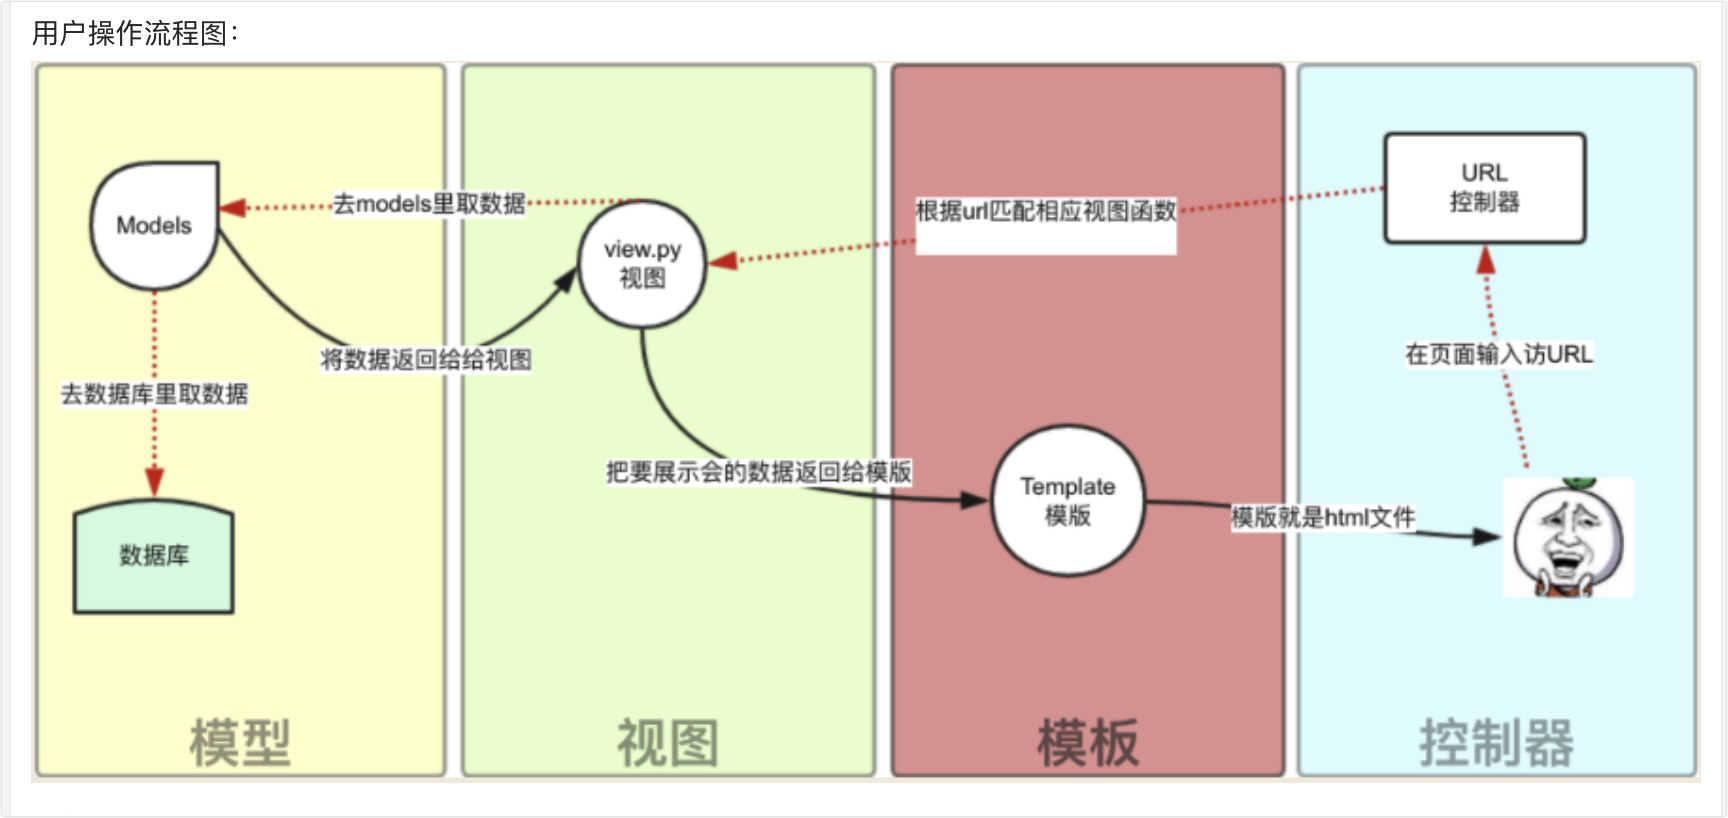 用户操作流程图：
URL
控制器
Models
去models里取数据
根据url匹配相应视图函数
view.py
视图
将数据返回给给视图
在页面输入访URL
去数据库里取数据
把要展示会的数据返回给模版
Template
模版
模版就是html文件
数据库
模型
视图
模板
控制器